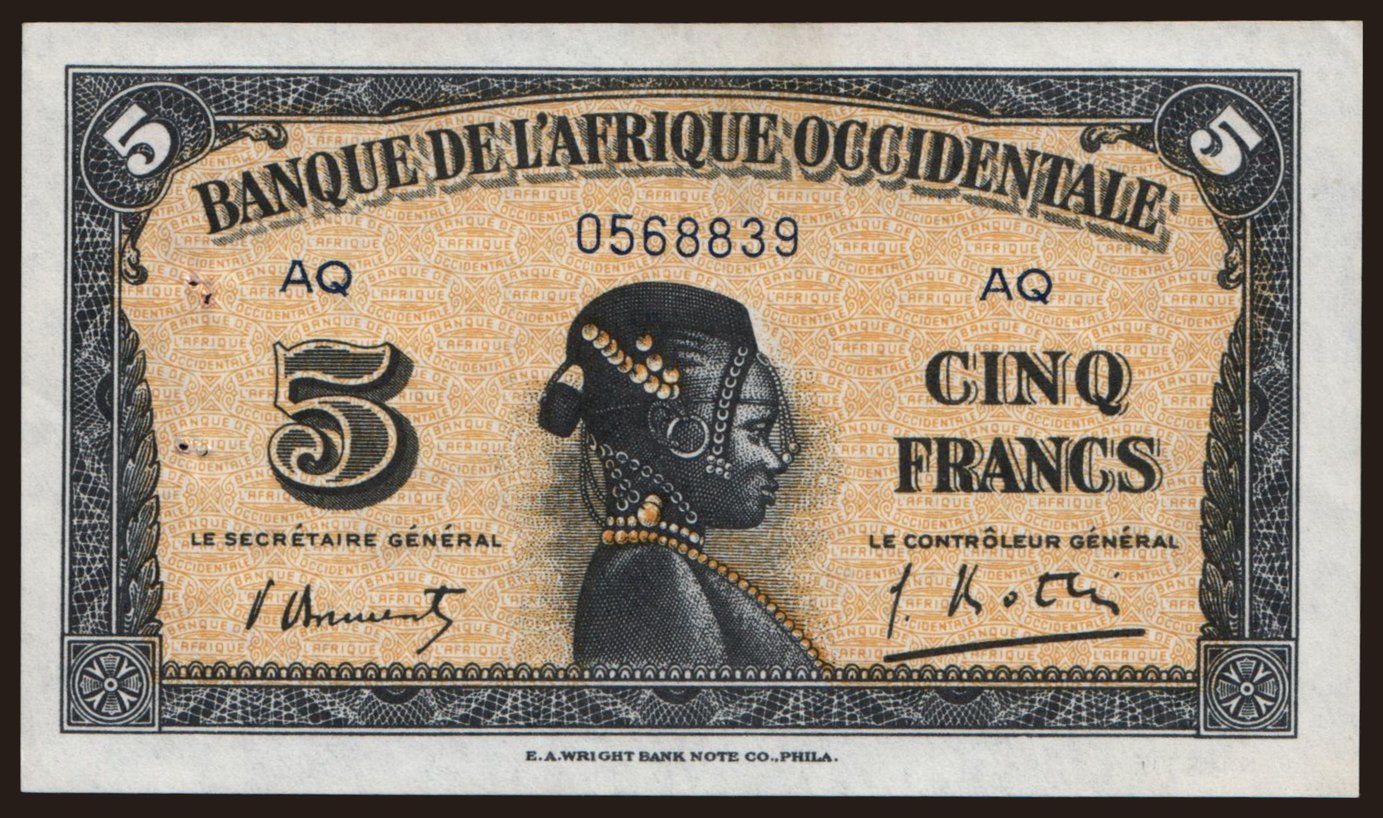 5
5
BANQUE DE L'AFRIQUE OCCIDENTALE
0568839
AQ
AQ
5
CINQ
FRANCS
LE SECRÉTAIRE GÉNÉRAL
LE CONTRÔLEUR GÉNÉRAL
E.A.WRIGHT BANK NOTE CO.,PHILA.